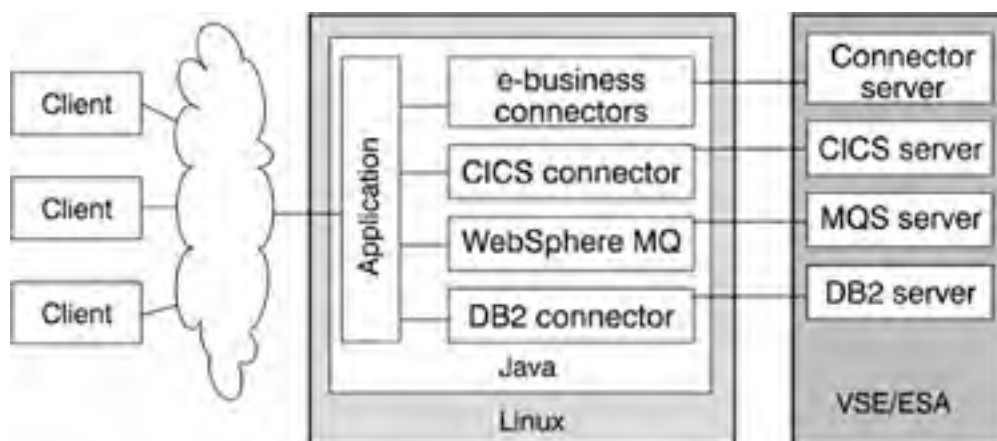 Client
Client
Client
Application
e-business
connectors
CICS connector
WebSphere MQ
DB2 connector
Java
Linux
Connector
server
CICS server
MQS server
DB2 server
VSE/ESA